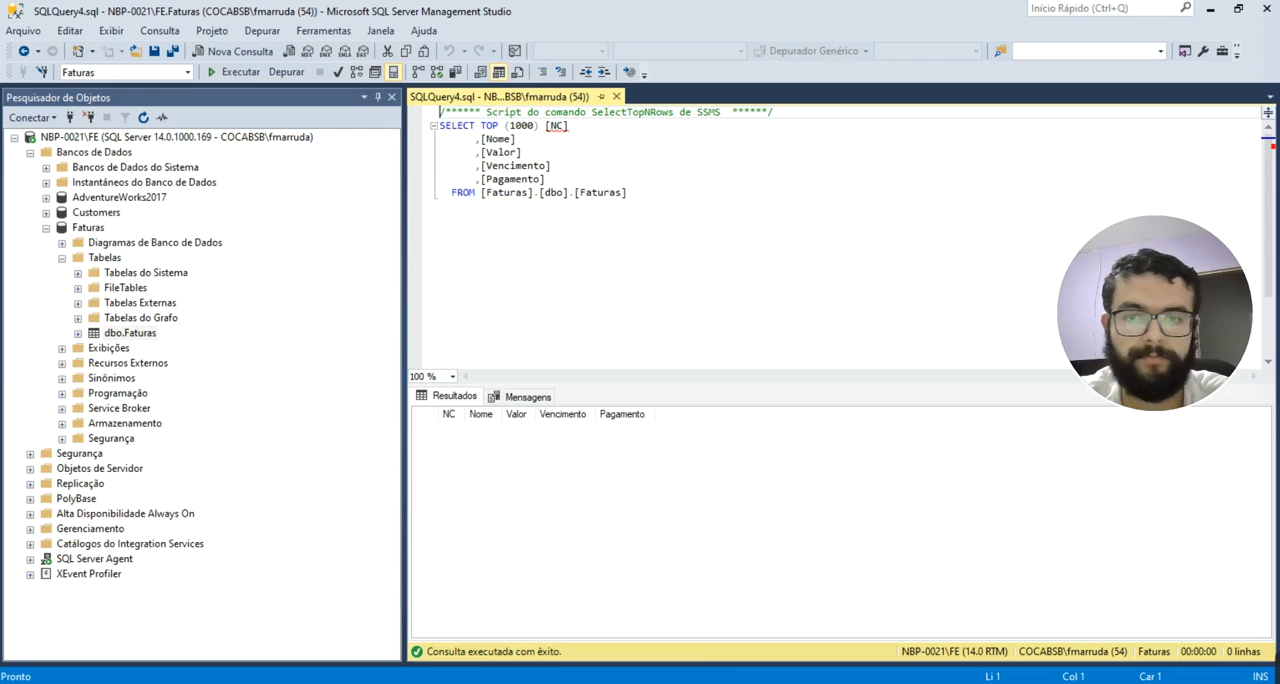 SQLQuery4.sql - NBP-0021\FE.Faturas (COCABSB\fmarruda (54)) - Microsoft SQL Server Management Studio
Início Rápido (Ctrl+Q)
Arquivo Editar Exibir Consulta Projeto Depurar Ferramentas Janela Ajuda
Nova Consulta Depurador Genérico
Faturas Executar Depurar
Pesquisador de Objetos
Conectar
NBP-0021\FE (SQL Server 14.0.1000.169 - COCABSB\fmarruda)
Bancos de Dados
Bancos de Dados do Sistema
Instantâneos do Banco de Dados
AdventureWorks2017
Customers
Faturas
Diagramas de Banco de Dados
Tabelas
Tabelas do Sistema
FileTables
Tabelas Externas
Tabelas do Grafo
dbo.Faturas
Exibições
Recursos Externos
Sinônimos
Programação
Service Broker
Armazenamento
Segurança
Segurança
Objetos de Servidor
Replicação
PolyBase
Alta Disponibilidade Always On
Gerenciamento
Catálogos do Integration Services
SQL Server Agent
XEvent Profiler
SQLQuery4.sql - NB...BSB\fmarruda (54))
/****** Script do comando SelectTopNRows de SSMS ******/
SELECT TOP (1000) [NC]
,[Nome]
,[Valor]
,[Vencimento]
,[Pagamento]
FROM [Faturas].[dbo].[Faturas]
100 %
Resultados Mensagens
NC Nome Valor Vencimento Pagamento
Consulta executada com êxito. NBP-0021\FE (14.0 RTM) COCABSB\fmarruda (54) Faturas 00:00:00 0 linhas
Pronto Li 1 Col 1 Car 1 INS